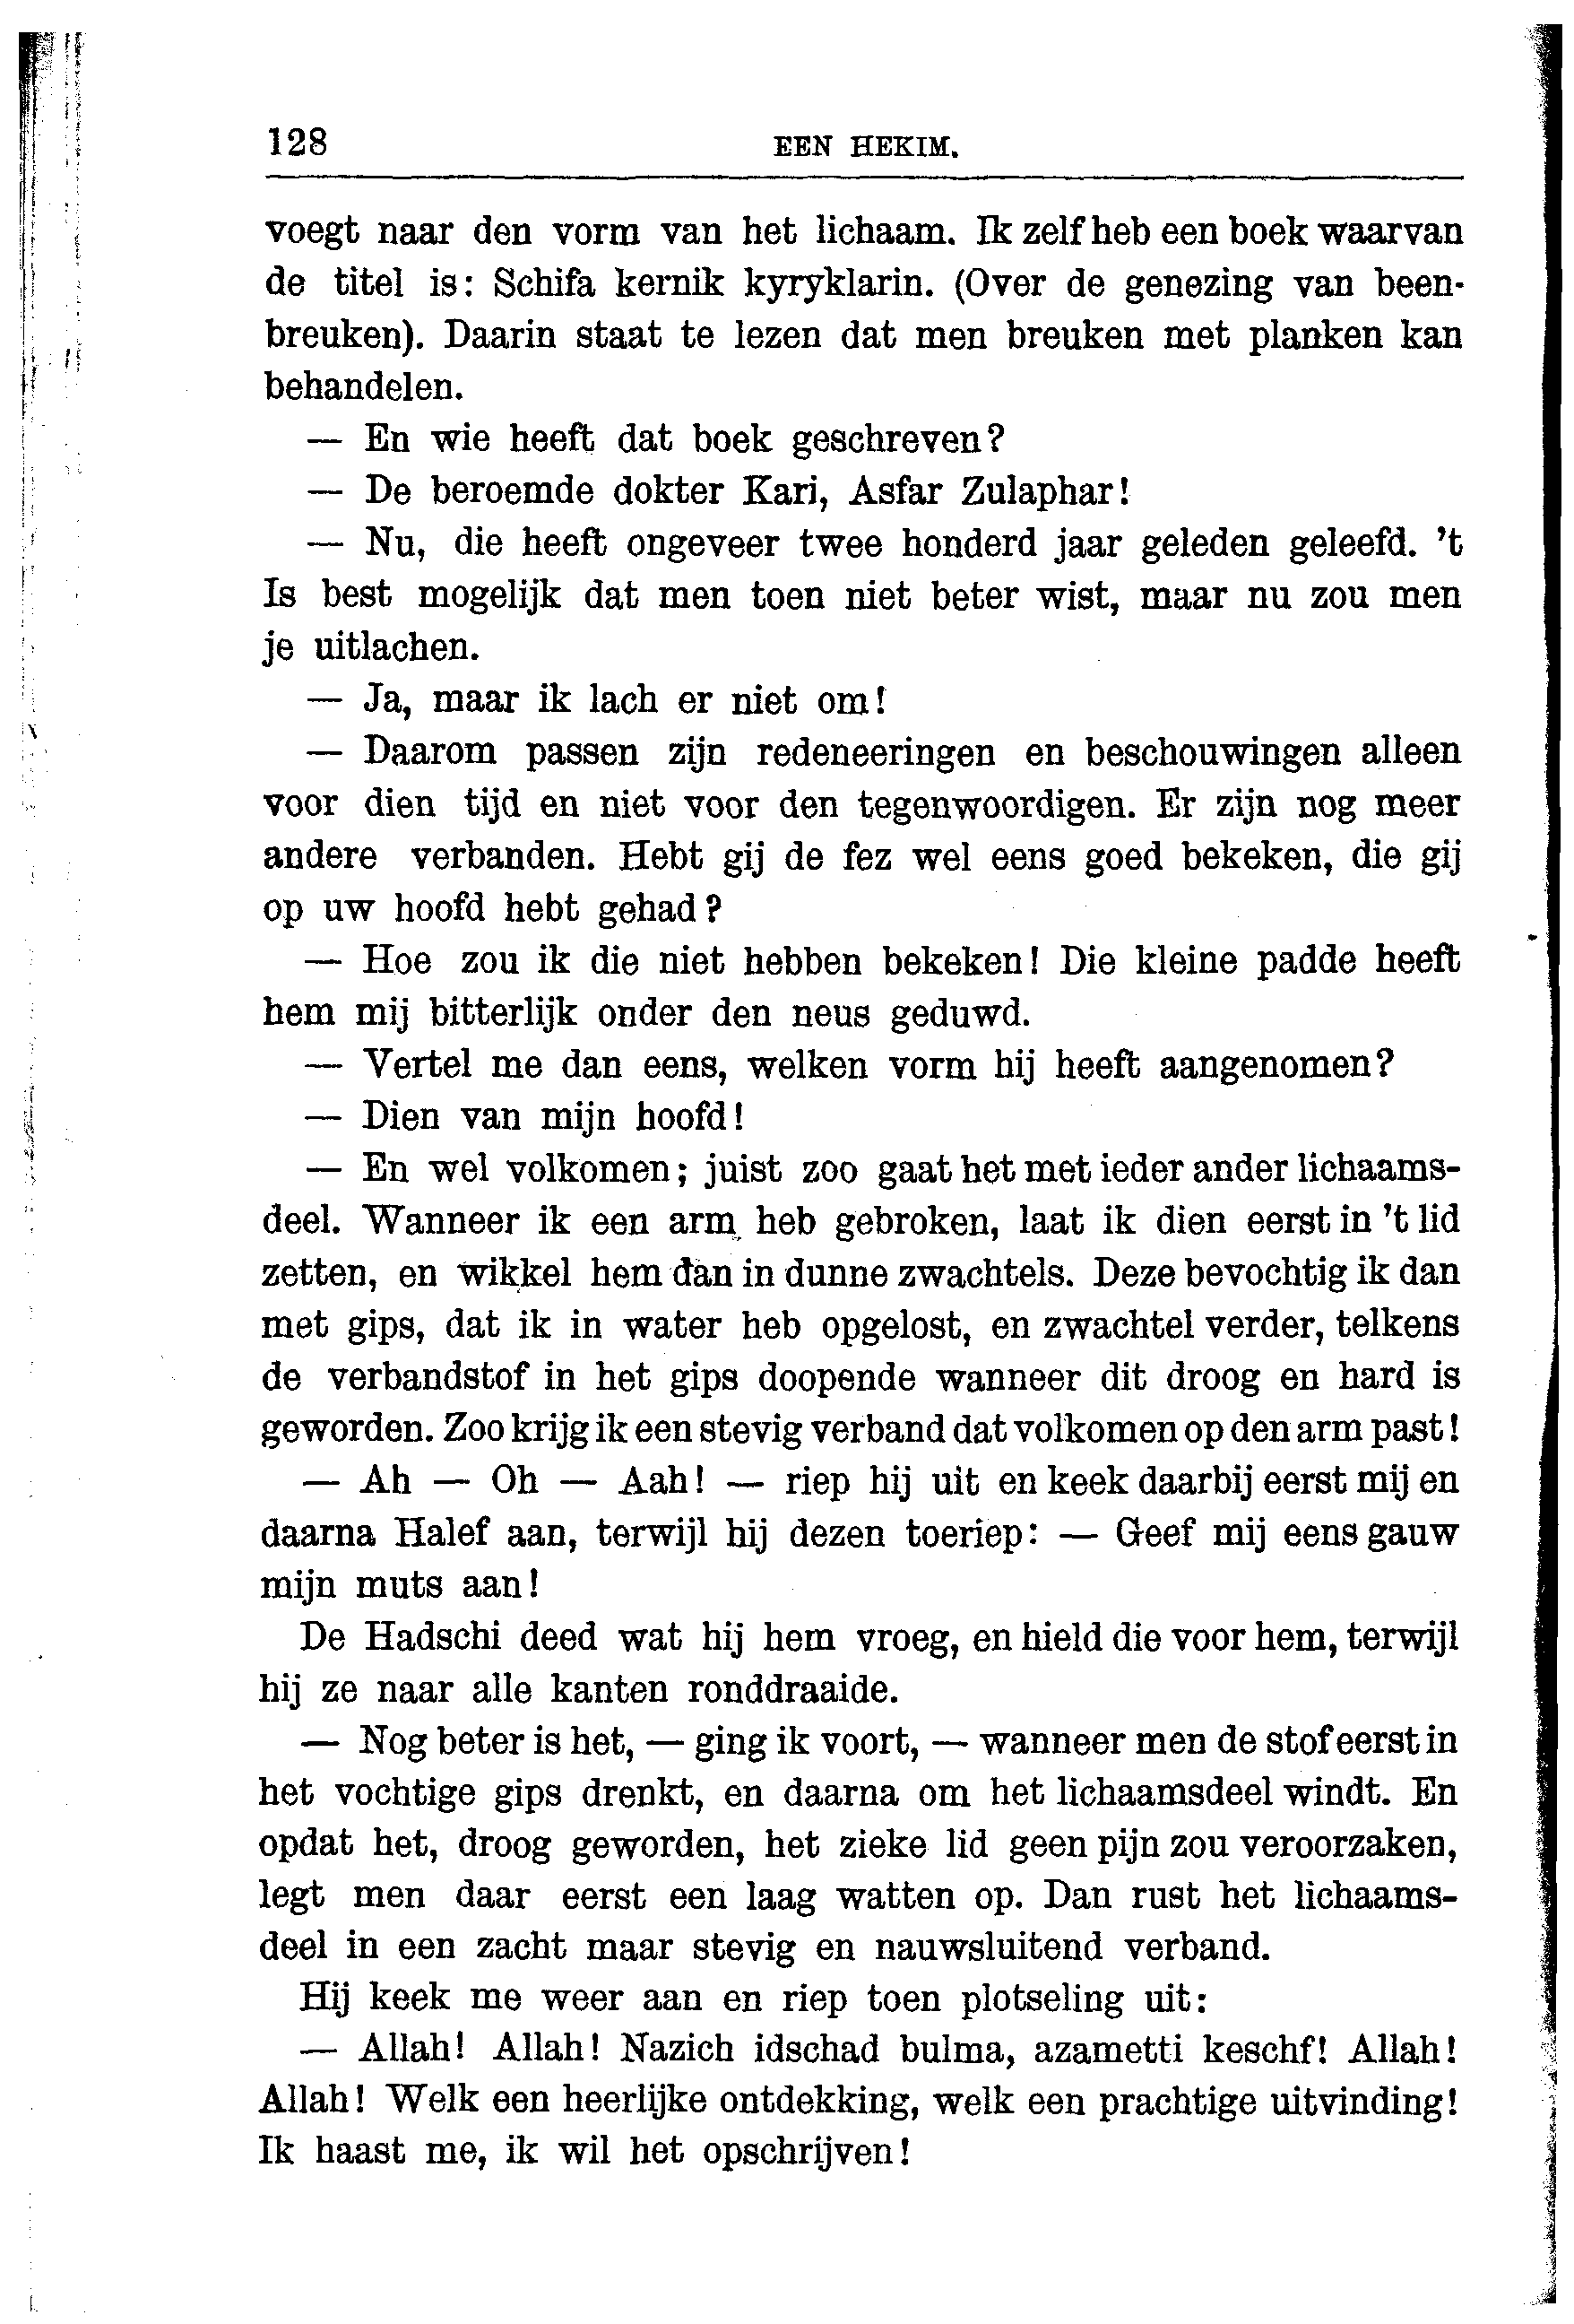 128
EEN HEKIM.
voegt naar den vorm van het lichaam. Ik zelf heb een boek waarvan
de titel is: Schifa kernik kyryklarin. (Over de genezing van been-
breuken). Daarin staat te lezen dat men breuken met planken kan
behandelen.
— En wie heeft dat boek geschreven?
— De beroemde dokter Kari, Asfar Zulaphar!
— Nu, die heeft ongeveer twee honderd jaar geleden geleefd. 't
Is best mogelijk dat men toen niet beter wist, maar nu zou men
je uitlachen.
— Ja, maar ik lach er niet om!
— Daarom passen zijn redeneeringen en beschouwingen alleen
voor dien tijd en niet voor den tegenwoordigen. Er zijn nog meer
andere verbanden. Hebt gij de fez wel eens goed bekeken, die gij
op uw hoofd hebt gehad?
— Hoe zou ik die niet hebben bekeken! Die kleine padde heeft
hem mij bitterlijk onder den neus geduwd.
— Vertel me dan eens, welken vorm hij heeft aangenomen?
— Dien van mijn hoofd!
— En wel volkomen; juist zoo gaat het met ieder ander lichaams-
deel. Wanneer ik een arm heb gebroken, laat ik dien eerst in 't lid
zetten, en wikkel hem dan in dunne zwachtels. Deze bevochtig ik dan
met gips, dat ik in water heb opgelost, en zwachtel verder, telkens
de verbandstof in het gips doopende wanneer dit droog en hard is
geworden. Zoo krijg ik een stevig verband dat volkomen op den arm past!
— Ah — Oh — Aah! — riep hij uit en keek daarbij eerst mij en
daarna Halef aan, terwijl hij dezen toeriep: — Geef mij eens gauw
mijn muts aan!
De Hadschi deed wat hij hem vroeg, en hield die voor hem, terwijl
hij ze naar alle kanten ronddraaide.
— Nog beter is het, — ging ik voort, — wanneer men de stof eerst in
het vochtige gips drenkt, en daarna om het lichaamsdeel windt. En
opdat het, droog geworden, het zieke lid geen pijn zou veroorzaken,
legt men daar eerst een laag watten op. Dan rust het lichaams-
deel in een zacht maar stevig en nauwsluitend verband.
Hij keek me weer aan en riep toen plotseling uit:
— Allah! Allah! Nazich idschad bulma, azametti keschf! Allah!
Allah! Welk een heerlijke ontdekking, welk een prachtige uitvinding!
Ik haast me, ik wil het opschrijven!